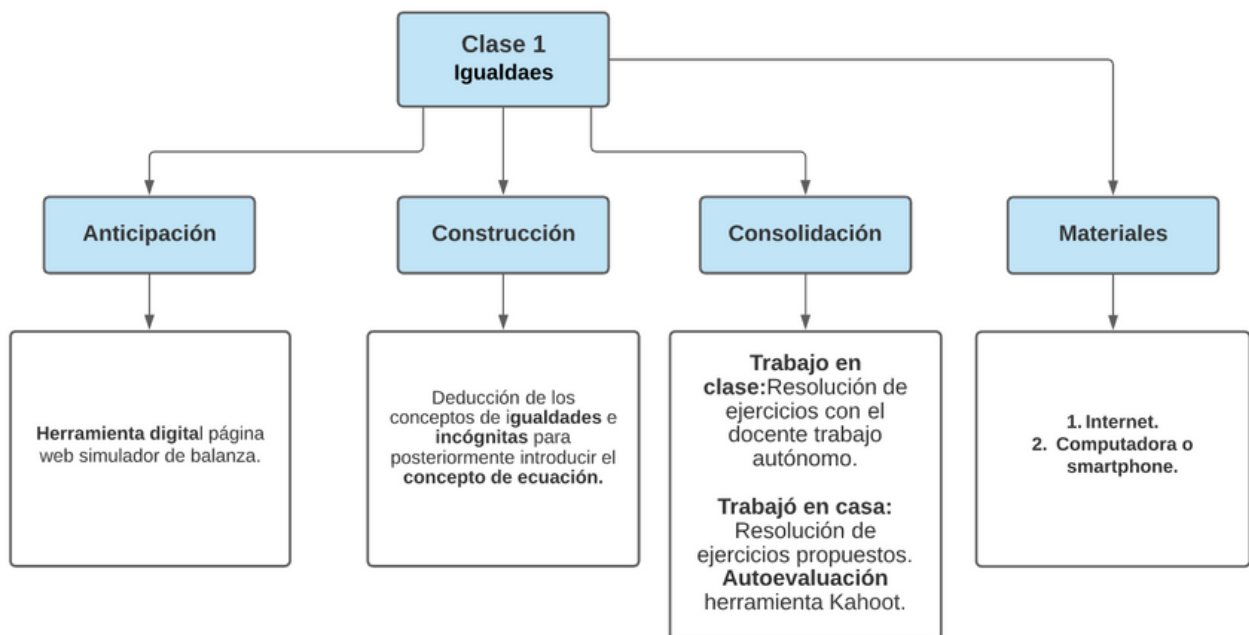 Clase 1
Igualdaes
Anticipación
Construcción
Consolidación
Materiales
Herramienta digital página
web simulador de balanza.
Deducción de los
conceptos de igualdades e
incógnitas para
posteriormente introducir el
concepto de ecuación.
Trabajo en
clase:Resolución de
ejercicios con el
docente trabajo
autónomo.
Trabajó en casa:
Resolución de
ejercicios propuestos.
Autoevaluación
herramienta Kahoot.
1. Internet.
2. Computadora o
smartphone.